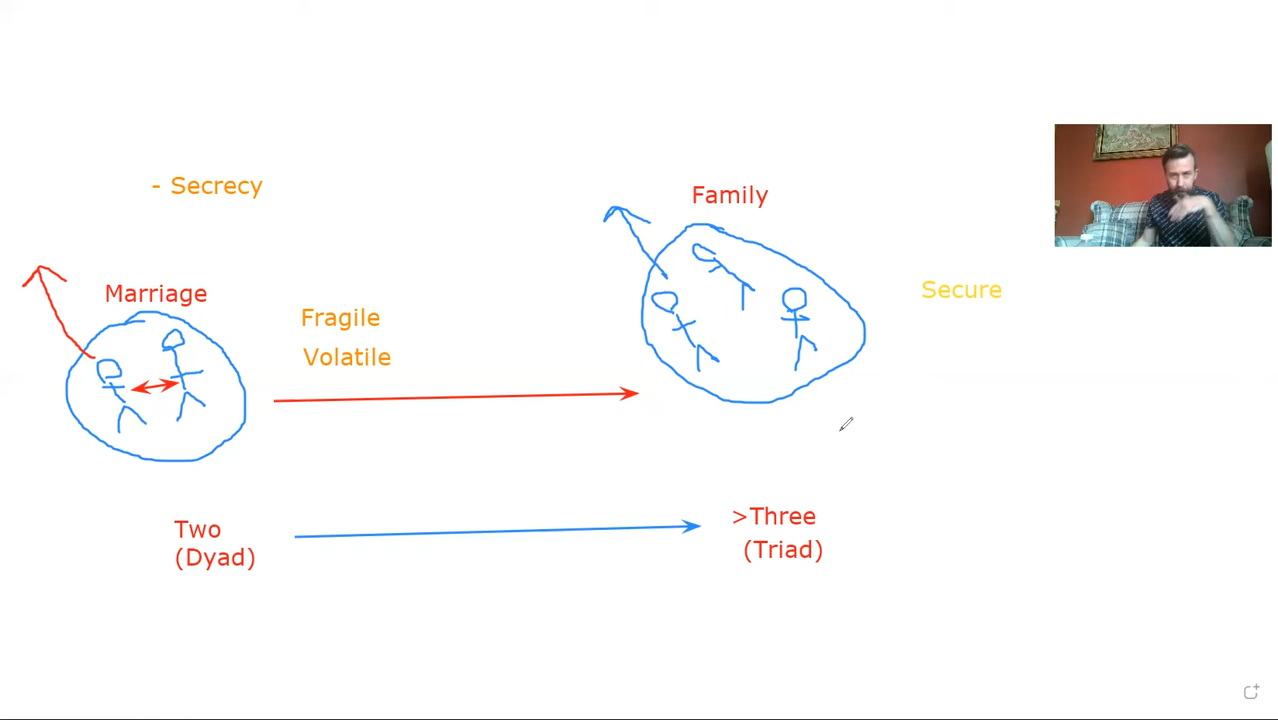 - Secrecy
Family
Marriage
Secure
Fragile
Volatile
Two
(Dyad)
>Three
(Triad)